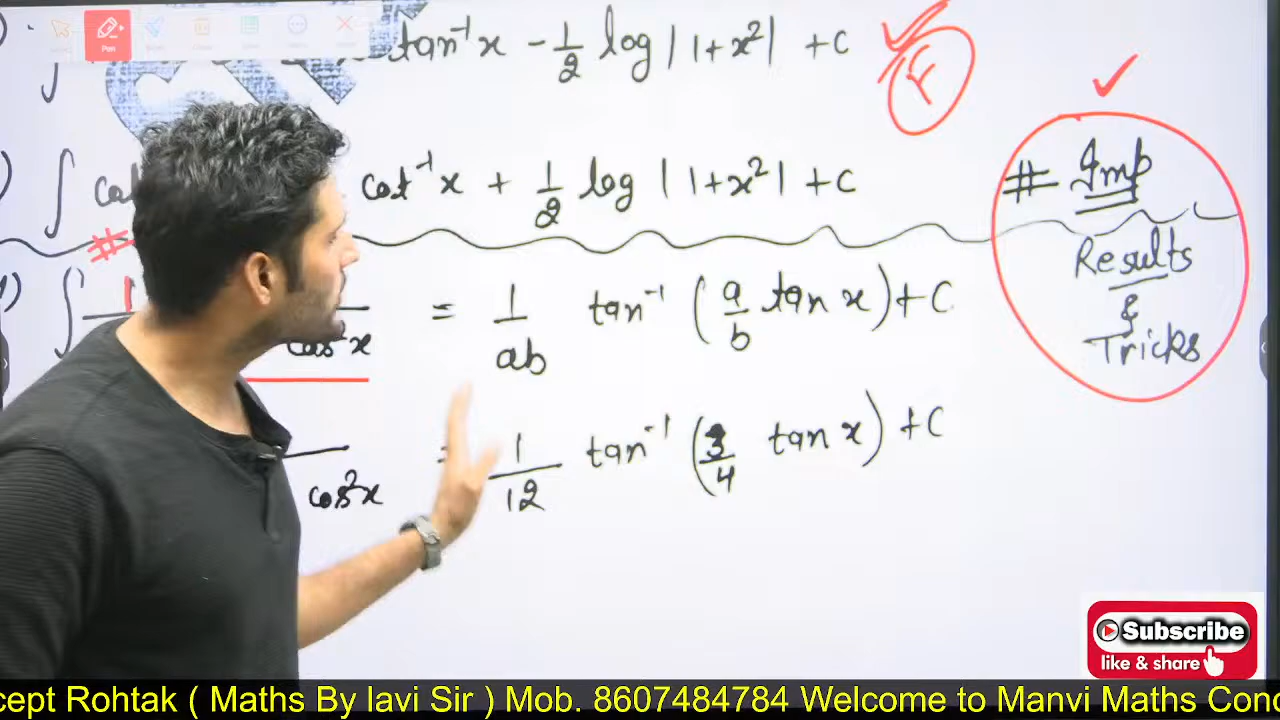 ∫ tan⁻¹x - 1/2 log|1+x²| + C
∫ cot⁻¹x + 1/2 log|1+x²| + C
# Imp
Results
&
Tricks
#
∫ 1 cos²x = 1/ab tan⁻¹ (a/b tan x) + C
cos²x = 1/12 tan⁻¹ (3/4 tan x) + C
Pen
Subscribe
like & share
cept Rohtak ( Maths By lavi Sir ) Mob. 8607484784 Welcome to Manvi Maths Conc